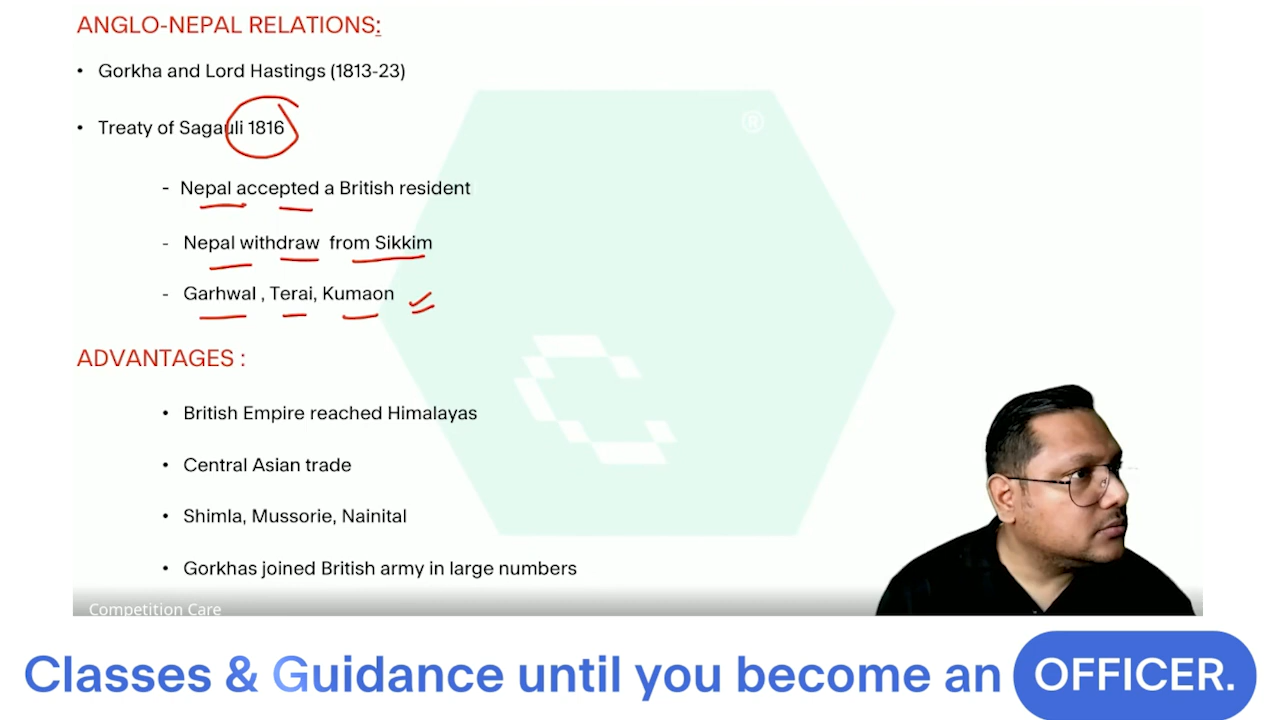 ANGLO-NEPAL RELATIONS:
• Gorkha and Lord Hastings (1813-23)
• Treaty of Sagauli 1816
- Nepal accepted a British resident
- Nepal withdraw from Sikkim
- Garhwal , Terai, Kumaon
ADVANTAGES :
• British Empire reached Himalayas
• Central Asian trade
• Shimla, Mussorie, Nainital
• Gorkhas joined British army in large numbers
Competition Care
Classes & Guidance until you become an OFFICER.
®